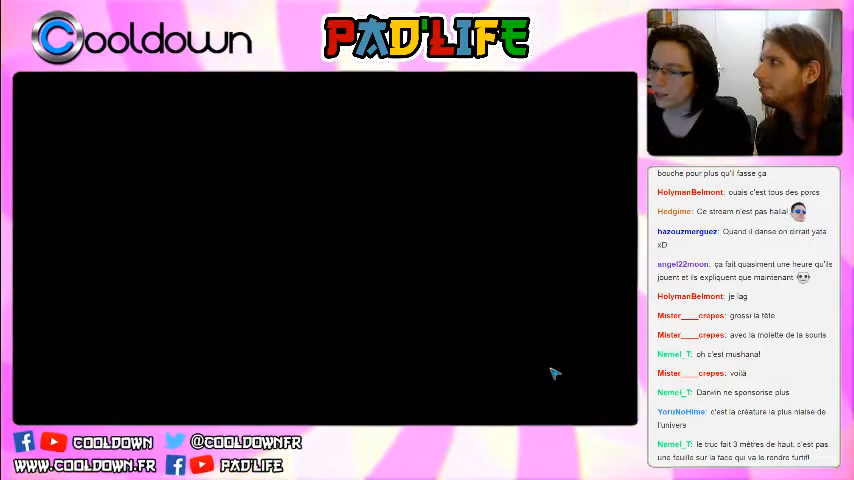 Cooldown
PAD'LIFE
bouche pour plus qu'il fasse ça
HolymanBelmont: ouais c'est tous des porcs
Hedgime: Ce stream n'est pas hallal
hazouzmerguez: Quand il danse on dirrait yata
xD
angel22moon: ça fait quasiment une heure qu'ils
jouent et ils expliquent que maintenant
HolymanBelmont: je lag
Mister____crepes: grossi la tête
Mister____crepes: avec la molette de la souris
Nemel_T: oh c'est mushana!
Mister____crepes: voilà
Nemel_T: Darwin ne sponsorise plus
YoruNoHime: c'est la créature la plus niaise de
l'univers
Nemel_T: le truc fait 3 mètres de haut, c'est pas
une feuille sur la face qui va le rendre furtif!
COOLDOWN @COOLDOWNFR
WWW.COOLDOWN.FR PAD'LIFE